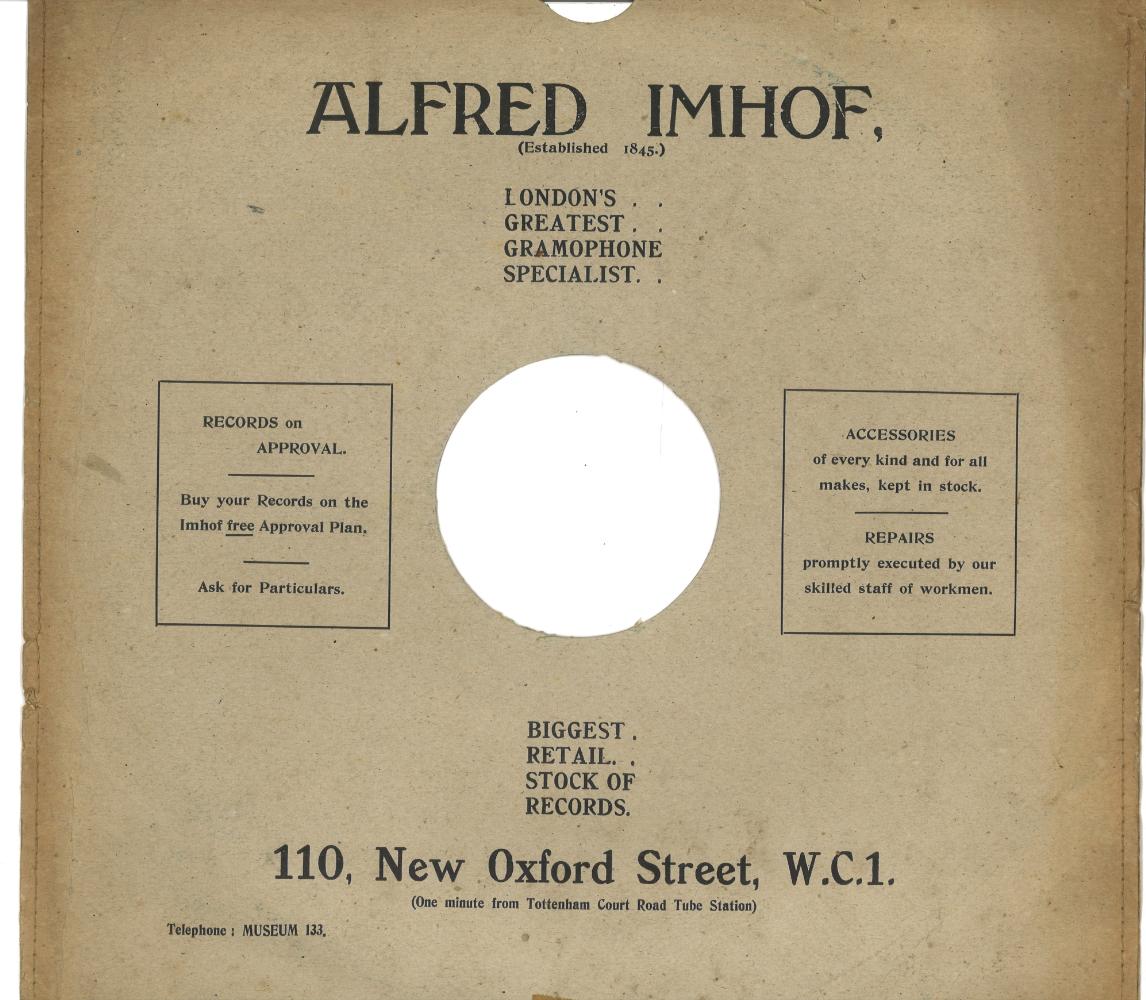 ALFRED IMHOF,
(Established 1845.)
LONDON'S . .
GREATEST . .
GRAMOPHONE
SPECIALIST. .
RECORDS on
APPROVAL.
Buy your Records on the
Imhof free Approval Plan.
Ask for Particulars.
ACCESSORIES
of every kind and for all
makes, kept in stock.
REPAIRS
promptly executed by our
skilled staff of workmen.
BIGGEST .
RETAIL. .
STOCK OF
RECORDS.
110, New Oxford Street, W.C.1.
(One minute from Tottenham Court Road Tube Station)
Telephone : MUSEUM 133.